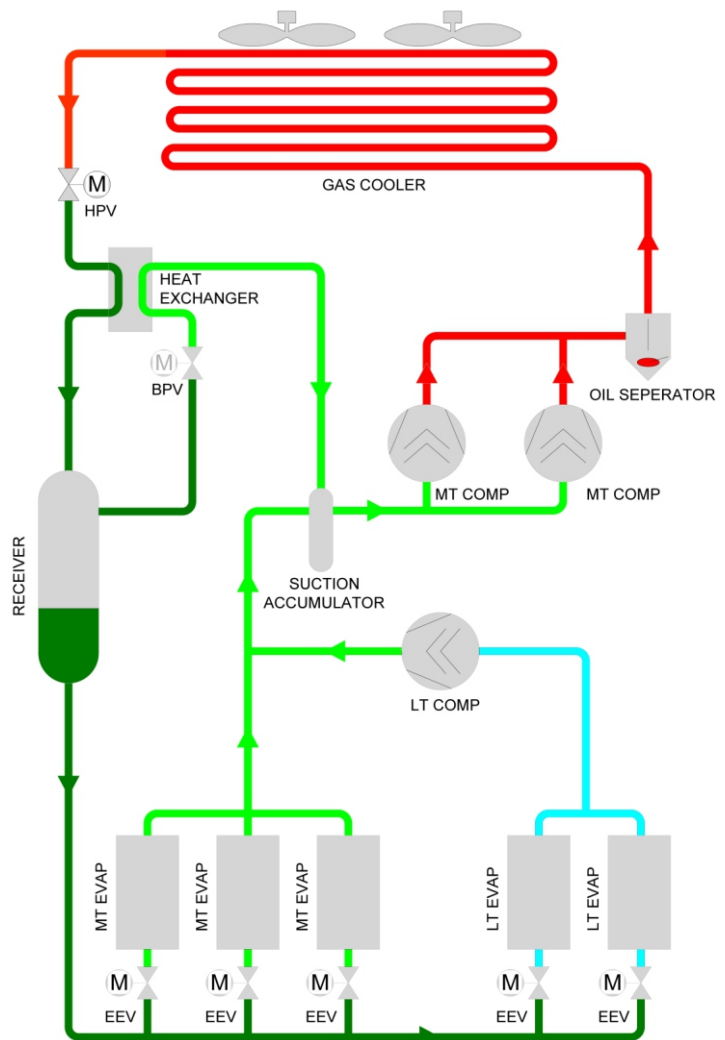 GAS COOLER
M
HPV
HEAT
EXCHANGER
M
BPV
OIL SEPERATOR
MT COMP
MT COMP
RECEIVER
SUCTION
ACCUMULATOR
LT COMP
MT EVAP
MT EVAP
MT EVAP
LT EVAP
LT EVAP
M
M
M
M
M
EEV
EEV
EEV
EEV
EEV